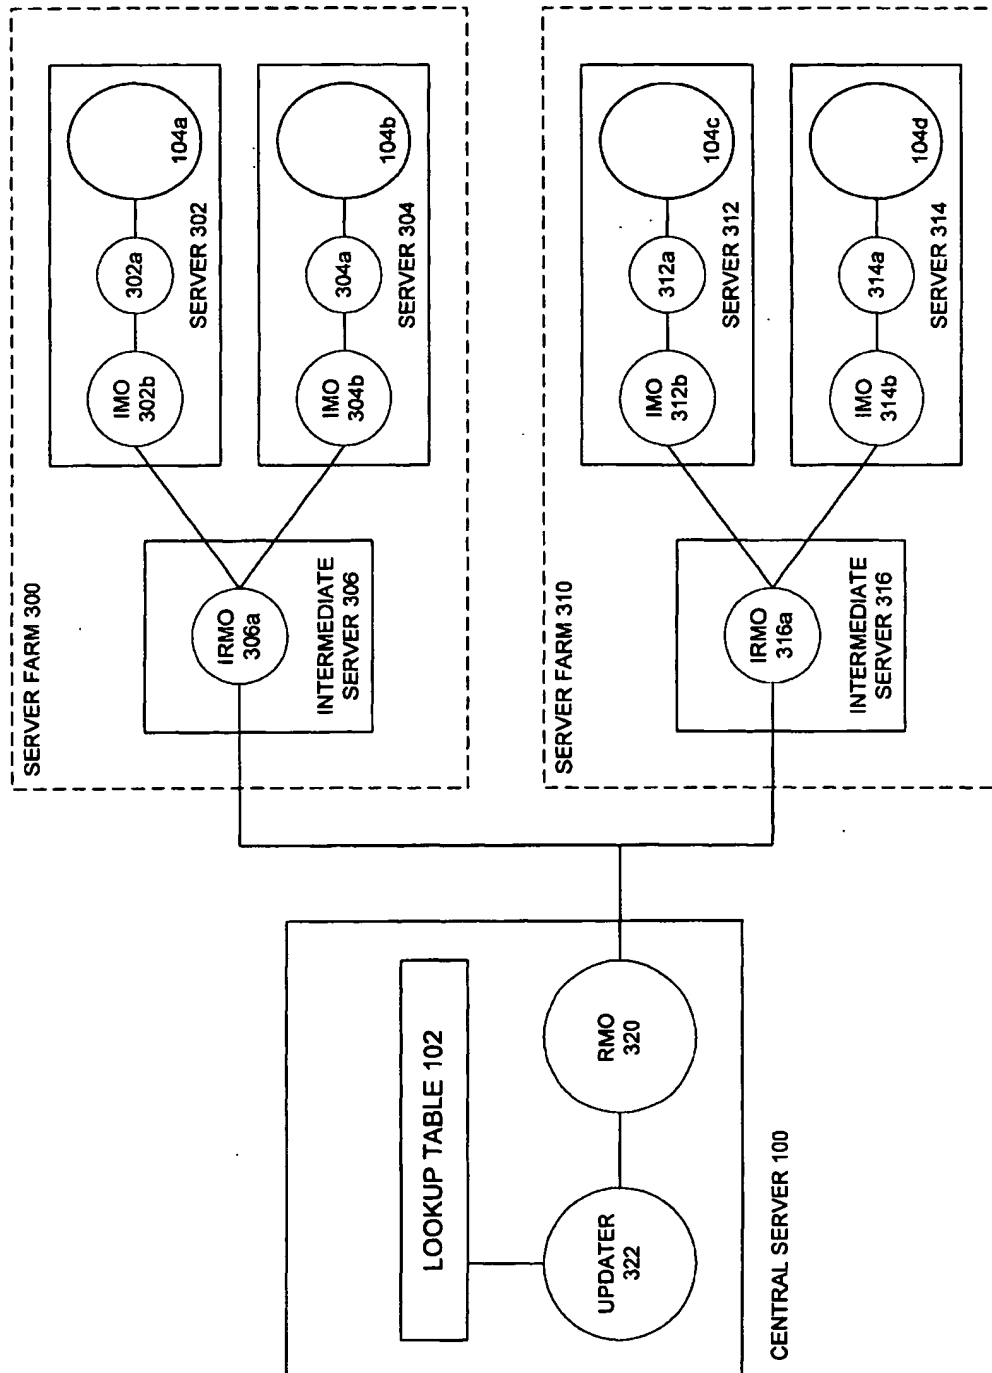 SERVER FARM 300
IMO
302b
302a
104a
SERVER 302
IMO
304b
304a
104b
SERVER 304
IRMO
306a
INTERMEDIATE
SERVER 306
SERVER FARM 310
IMO
312b
312a
104c
SERVER 312
IMO
314b
314a
104d
SERVER 314
IRMO
316a
INTERMEDIATE
SERVER 316
LOOKUP TABLE 102
UPDATER
322
RMO
320
CENTRAL SERVER 100